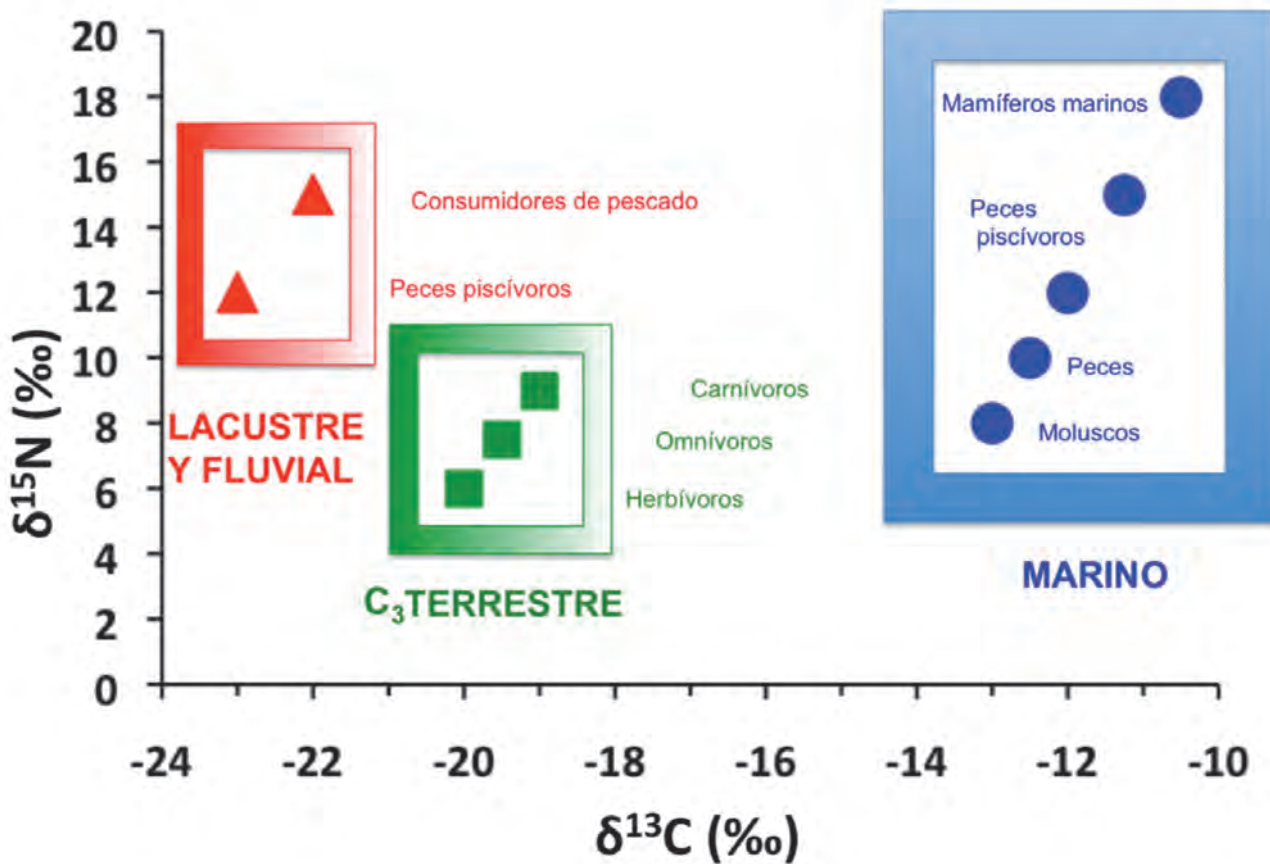 20
18
16
14
12
10
8
6
4
2
0
δ¹⁵N (‰)
Consumidores de pescado
Peces piscívoros
LACUSTRE
Y FLUVIAL
Carnívoros
Omnívoros
Herbívoros
C₃TERRESTRE
Mamíferos marinos
Peces
piscívoros
Peces
Moluscos
MARINO
-24 -22 -20 -18 -16 -14 -12 -10
δ¹³C (‰)